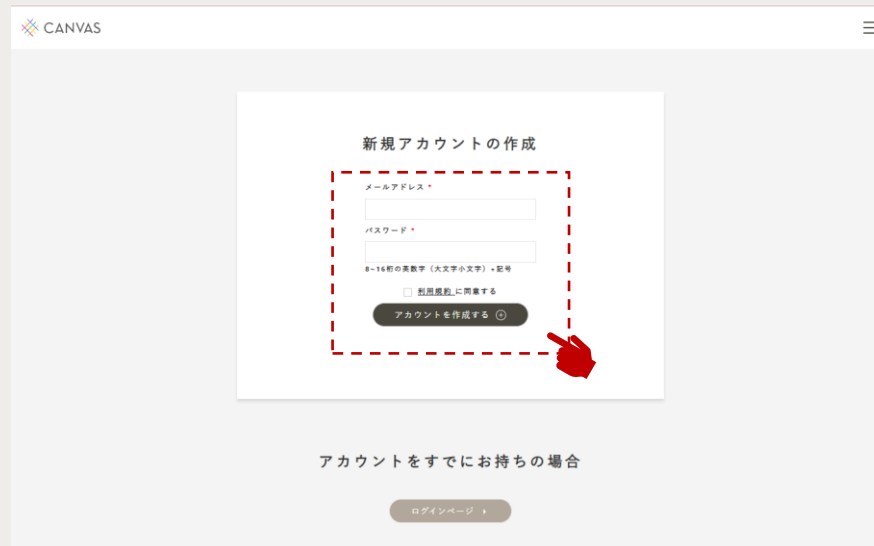 CANVAS
新規アカウントの作成
メールアドレス *
パスワード *
8~16桁の英数字（大文字小文字）+記号
利用規約 に同意する
アカウントを作成する
アカウントをすでにお持ちの場合
ログインページ